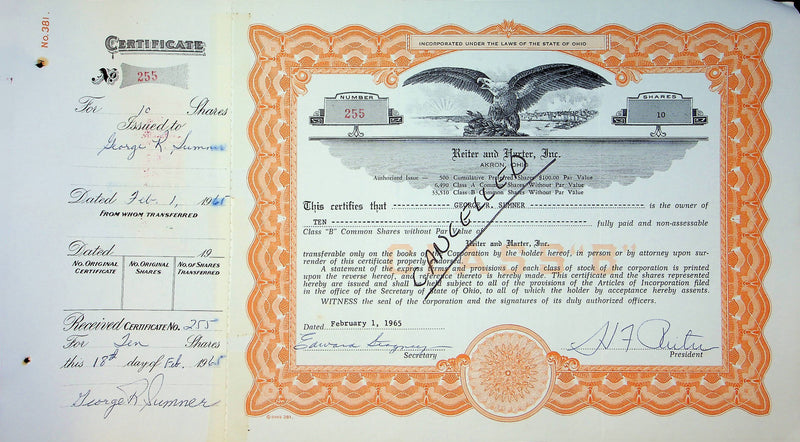 No. 381.
CERTIFICATE
No 255
For 10 Shares
Issued to
George R. Sumner
Dated Feb. 1, 1965
FROM WHOM TRANSFERRED
Dated 19
NO. ORIGINAL CERTIFICATE
NO. ORIGINAL SHARES
NO. OF SHARES TRANSFERRED
Received CERTIFICATE NO. 255
For Ten Shares
this 18th day of Feb. 1965
George R. Sumner
INCORPORATED UNDER THE LAWS OF THE STATE OF OHIO
NUMBER
255
SHARES
10
Reiter and Harter, Inc.
AKRON, OHIO
Authorized Issue — 500 Cumulative Preferred Shares $100.00 Par Value
6,490 Class A Common Shares Without Par Value
55,510 Class B Common Shares Without Par Value
This certifies that GEORGE R. SUMNER is the owner of
TEN fully paid and non-assessable
Class "B" Common Shares without Par Value of
Reiter and Harter, Inc.
CLASS "B"
transferable only on the books of the Corporation by the holder hereof, in person or by attorney upon sur-
render of this certificate properly endorsed.
A statement of the express terms and provisions of the shares of stock of the corporation is printed
upon the reverse hereof, and reference thereto is hereby made. This certificate and the shares represented
hereby are issued and shall be held subject to all of the provisions of the Articles of Incorporation filed
in the office of the Secretary of State of Ohio, to all of which the holder by acceptance hereby assents.
WITNESS the seal of the corporation and the signatures of its duly authorized officers.
CANCELLED
Dated February 1, 1965
Edward
Secretary
H F Reiter
President